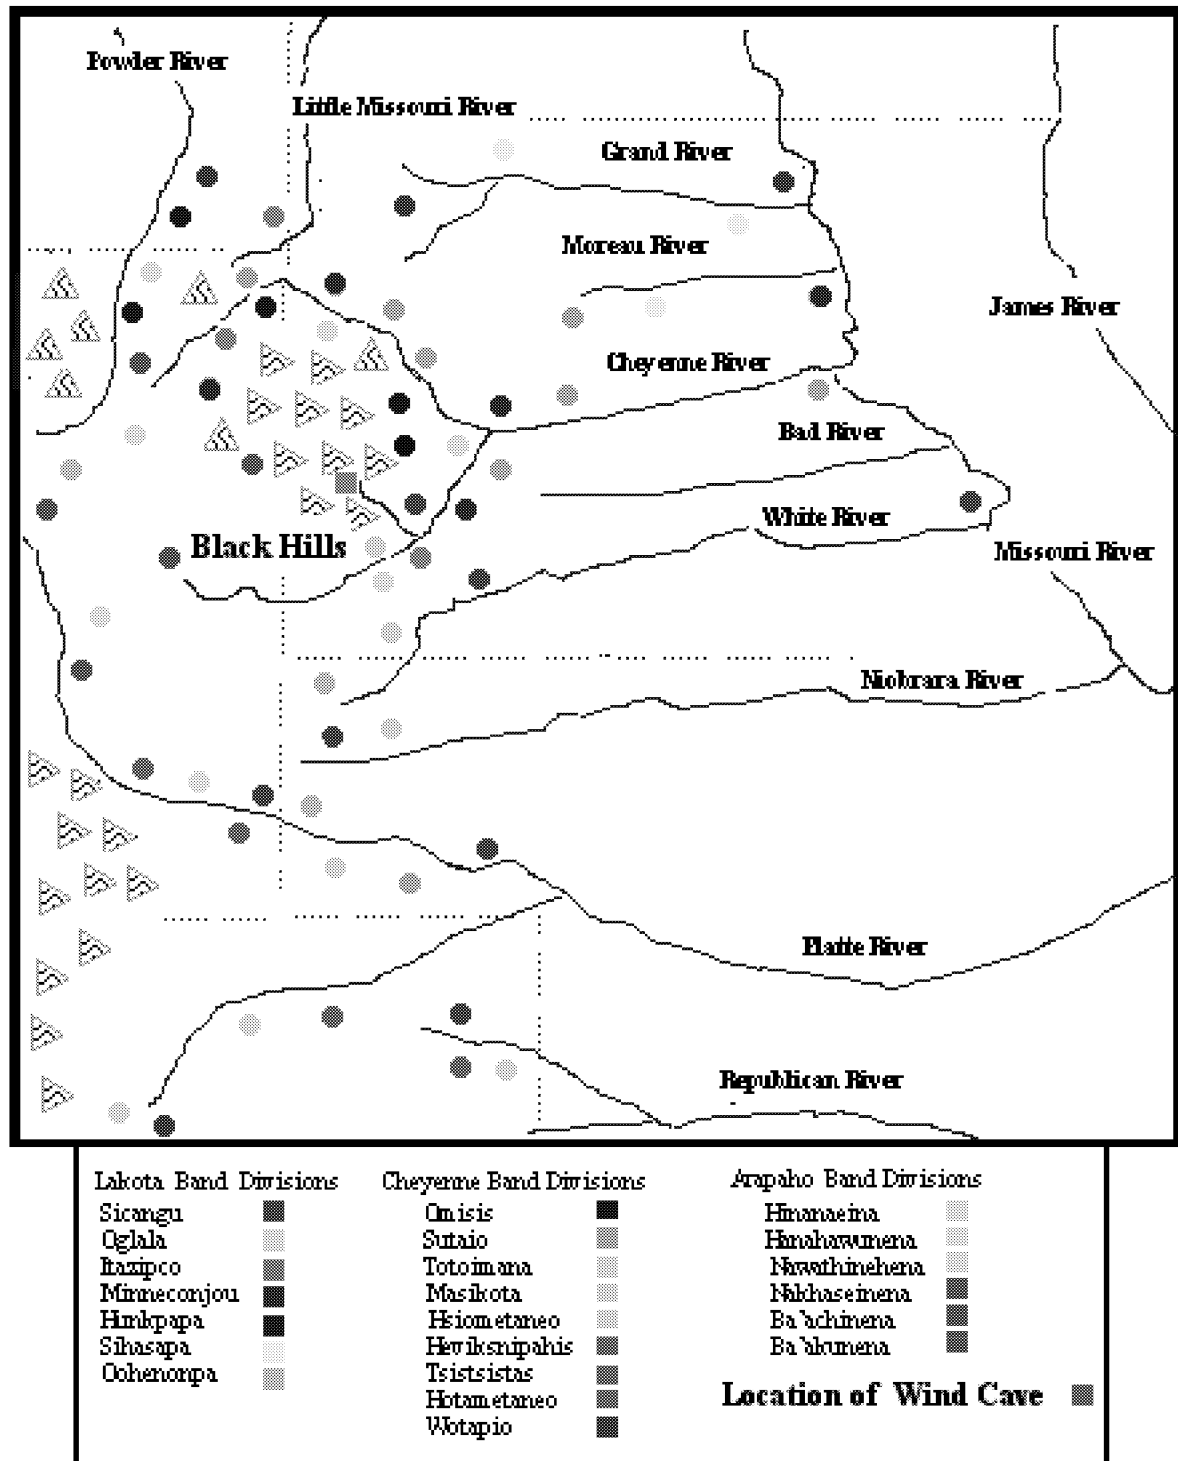 Powder River
Little Missouri River
Grand River
Moreau River
James River
Cheyenne River
Bad River
White River
Black Hills
Missouri River
Niobrara River
Platte River
Republican River
Lakota Band Divisions
Sicangu
Oglala
Itazipco
Minneconjou
Hunkpapa
Sihasapa
Oohenonpa
Cheyenne Band Divisions
Omisis
Sutaio
Totoimana
Masikota
Hsiometaneo
Heviksnipahis
Tsistsistas
Hotametaneo
Wotapio
Arapaho Band Divisions
Hinanaeina
Hanahawunena
Nawathinehena
Nakhaseinena
Ba'achinena
Ba'akunena
Location of Wind Cave